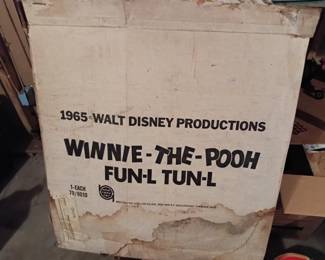 1965 WALT DISNEY PRODUCTIONS
WINNIE-THE-POOH
FUN-L TUN-L
1-EACH